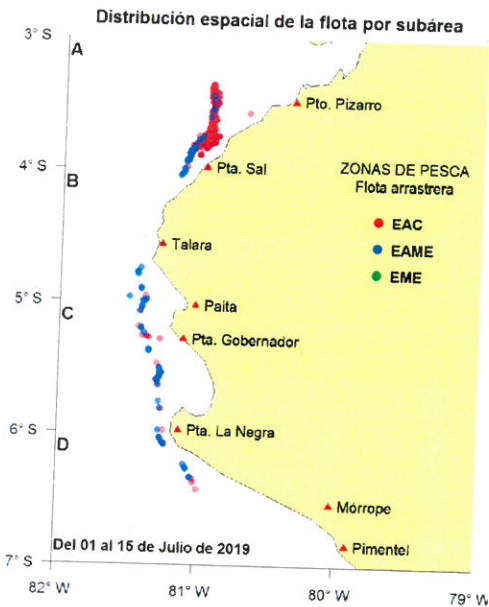 Distribución espacial de la flota por subárea
3° S
A
Pto. Pizarro
ZONAS DE PESCA
Flota arrastrera
4° S
Pta. Sal
B
EAC
Talara
EAME
EME
5° S
C
Paita
Pta. Gobernador
6° S
D
Pta. La Negra
Mórrope
Pimentel
Del 01 al 15 de Julio de 2019
7° S
82° W
81° W
80° W
79° W